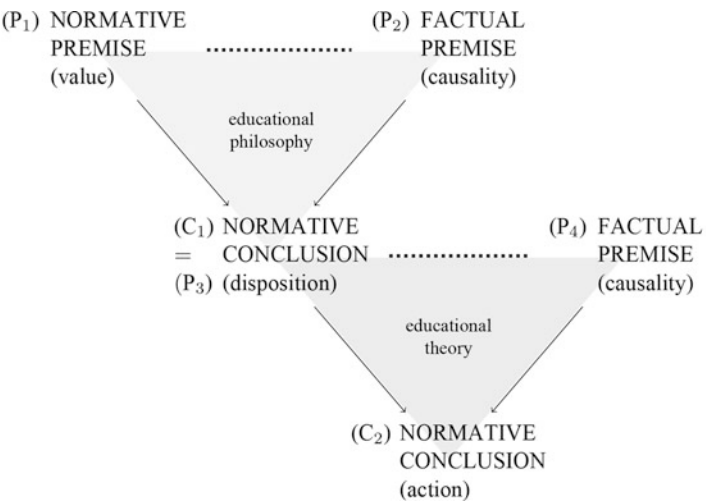 (P₁) NORMATIVE
PREMISE
(value)
(P₂) FACTUAL
PREMISE
(causality)
educational
philosophy
(C₁) NORMATIVE
= CONCLUSION
(P₃) (disposition)
(P₄) FACTUAL
PREMISE
(causality)
educational
theory
(C₂) NORMATIVE
CONCLUSION
(action)